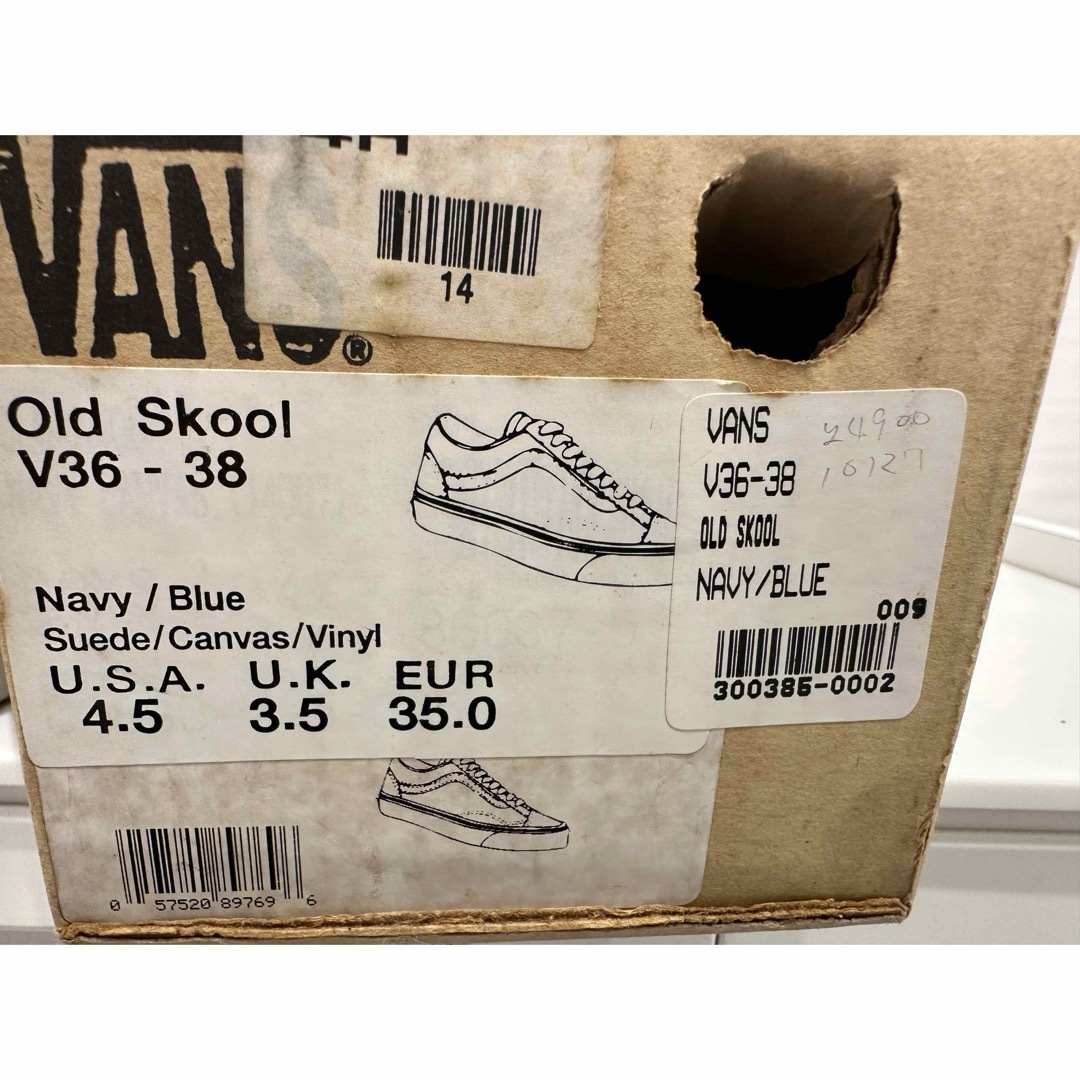 VANS®
14
Old Skool
V36 - 38
Navy / Blue
Suede/Canvas/Vinyl
U.S.A. U.K. EUR
4.5 3.5 35.0
VANS
V36-38
OLD SKOOL
NAVY/BLUE
009
300385-0002
0 57520 89769 6